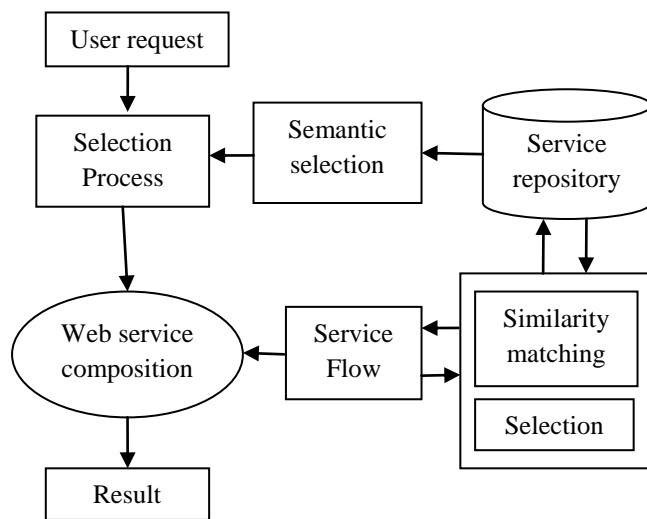 User request
Selection
Process
Semantic
selection
Service
repository
Web service
composition
Service
Flow
Similarity
matching
Selection
Result